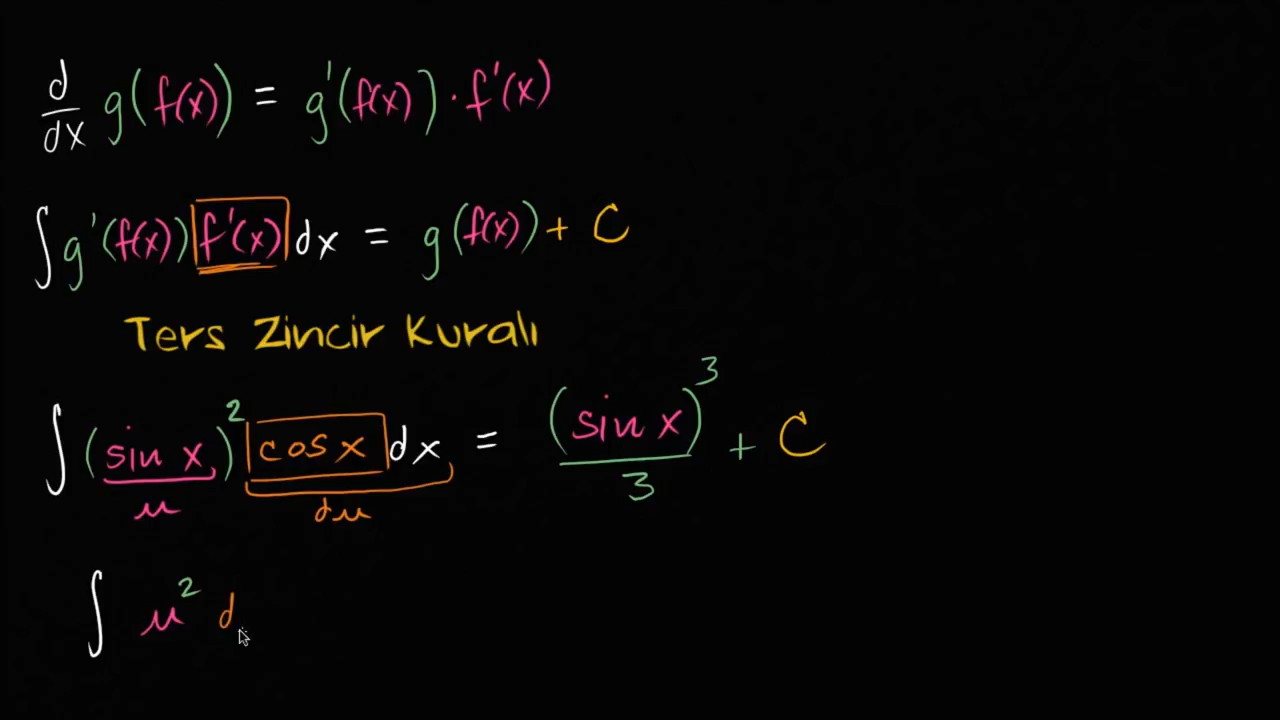 d/dx g(f(x)) = g'(f(x)) · f'(x)
∫ g'(f(x)) f'(x) dx = g(f(x)) + C
Ters Zincir Kuralı
∫ (sin x)² cos x dx = (sin x)³/3 + C
u du
∫ u² d